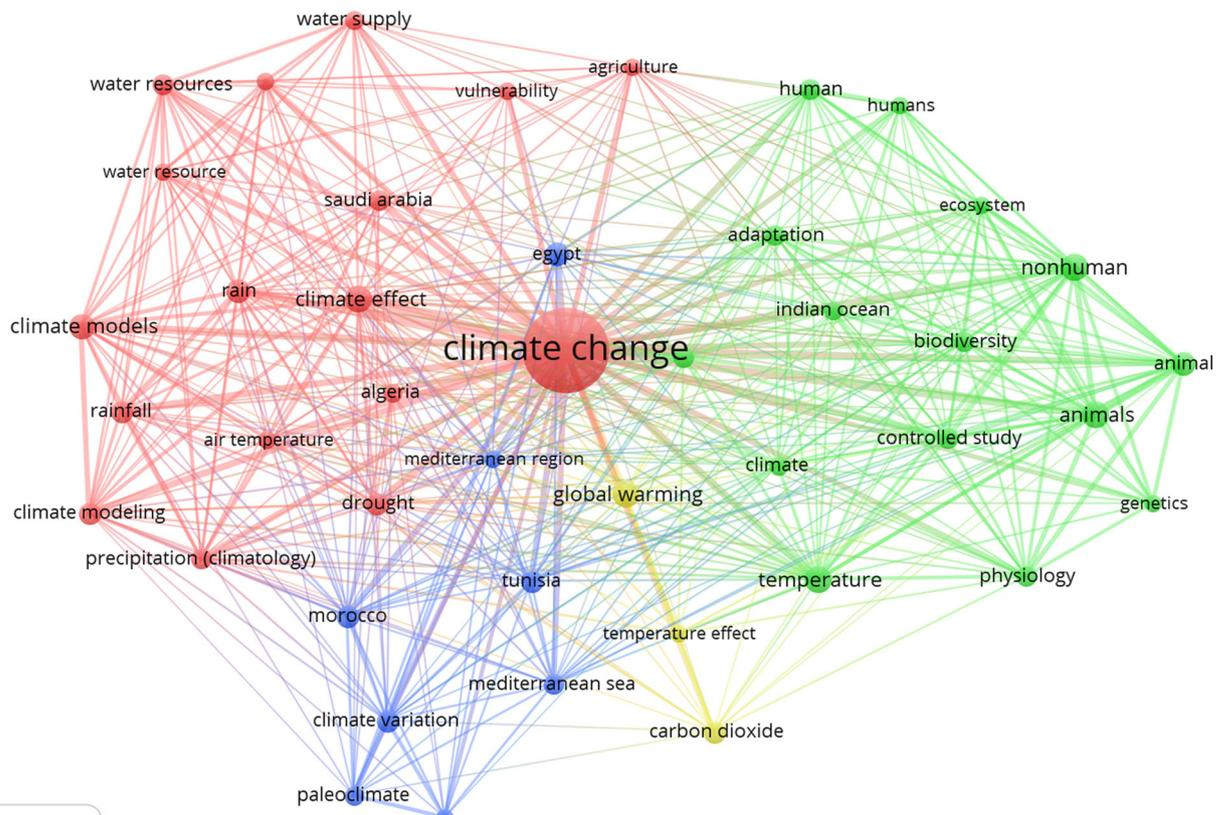 water supply
agriculture
water resources
vulnerability
human
humans
water resource
saudi arabia
ecosystem
adaptation
egypt
nonhuman
rain
climate effect
indian ocean
climate models
climate change
biodiversity
animal
algeria
rainfall
animals
air temperature
controlled study
mediterranean region
climate
global warming
drought
genetics
climate modeling
precipitation (climatology)
tunisia
temperature
physiology
morocco
temperature effect
mediterranean sea
climate variation
carbon dioxide
paleoclimate